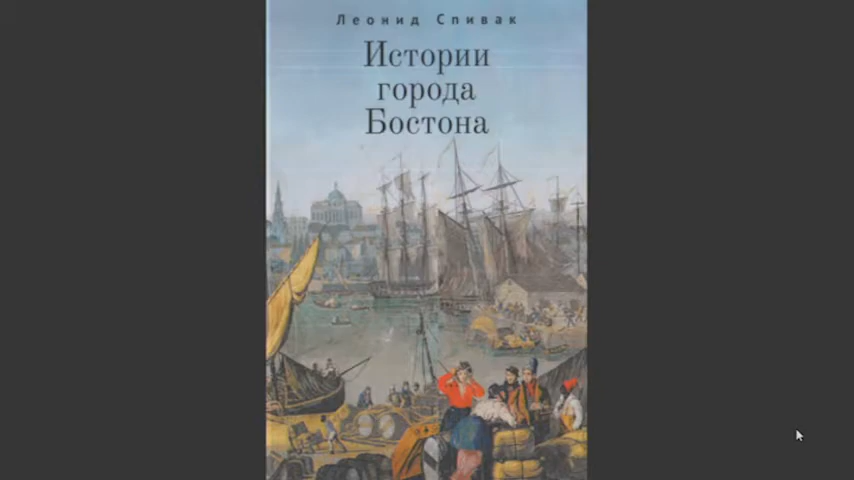 Леонид Спивак
Истории
города
Бостона